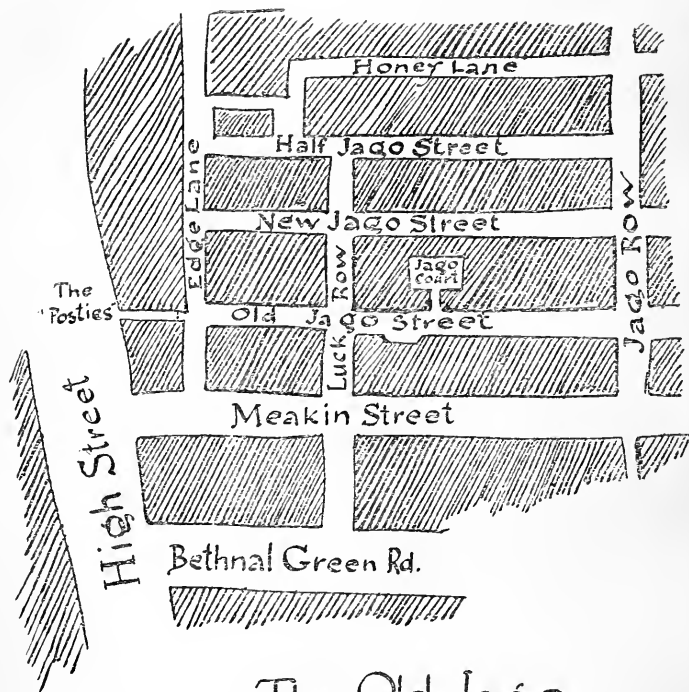 Honey Lane
Half Jago Street
Edge Lane
New Jago Street
Jago Row
Jago
Court
Luck Row
The
"Posties"
Old Jago Street
Meakin Street
High Street
Bethnal Green Rd.
The Old Jago